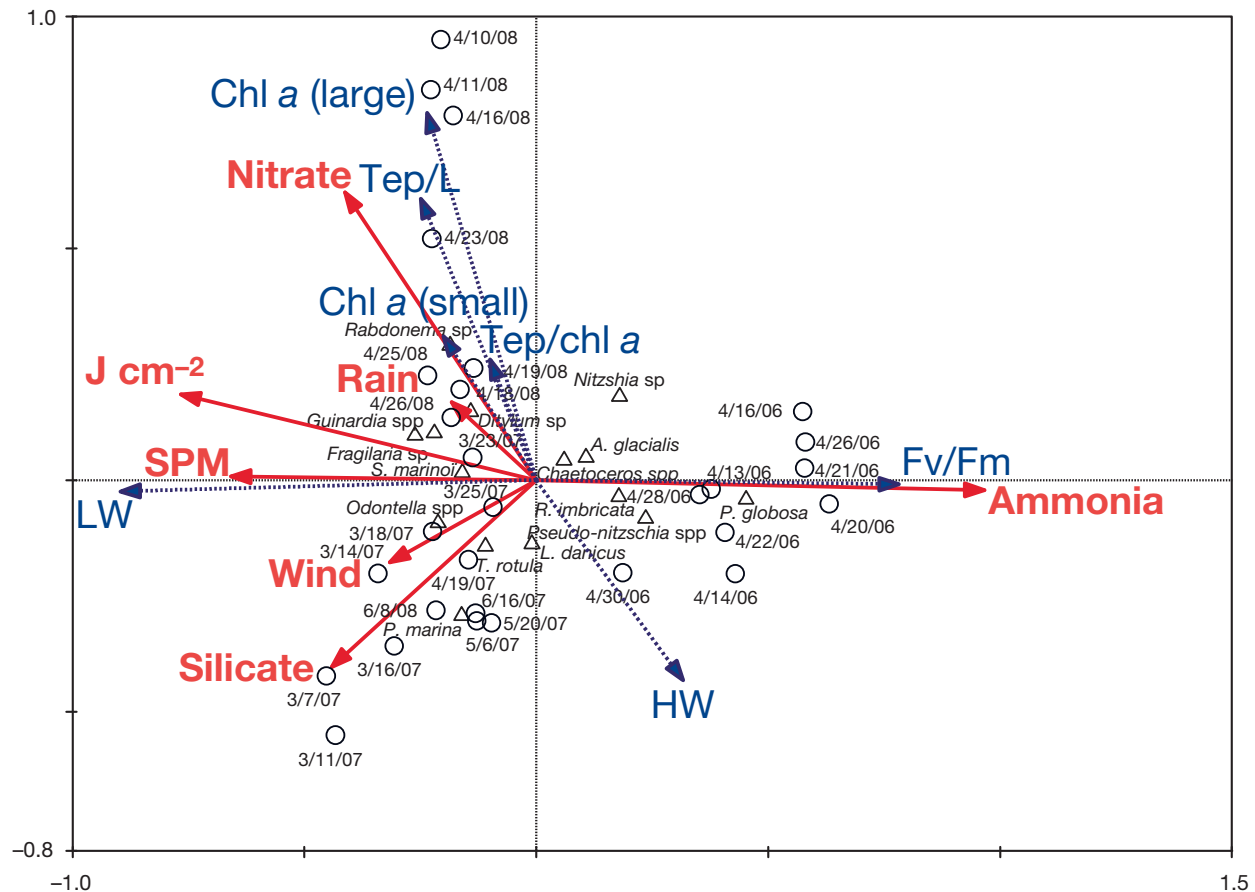 1.0
4/10/08
4/11/08
Chl a (large)
4/16/08
Nitrate
Tep/L
4/23/08
Chl a (small)
Rabdonema sp
Tep/chl a
4/25/08
J cm−2
Rain
4/19/08
Nitzshia sp
4/18/08
4/26/08
4/16/06
Guinardia spp
Ditylum sp
3/23/07
A. glacialis
4/26/06
Fragilaria sp
SPM
S. marinoï
Chaetoceros spp
4/13/06
4/21/06
Fv/Fm
3/25/07
4/28/06
LW
Odontella spp
R. imbricata
P. globosa
Ammonia
4/20/06
3/18/07
Pseudo-nitzschia spp
4/22/06
3/14/07
L. danicus
Wind
T. rotula
4/19/07
4/30/06
4/14/06
6/8/08
6/16/07
5/20/07
P. marina
5/6/07
Silicate
3/16/07
3/7/07
HW
3/11/07
−0.8
−1.0
1.5